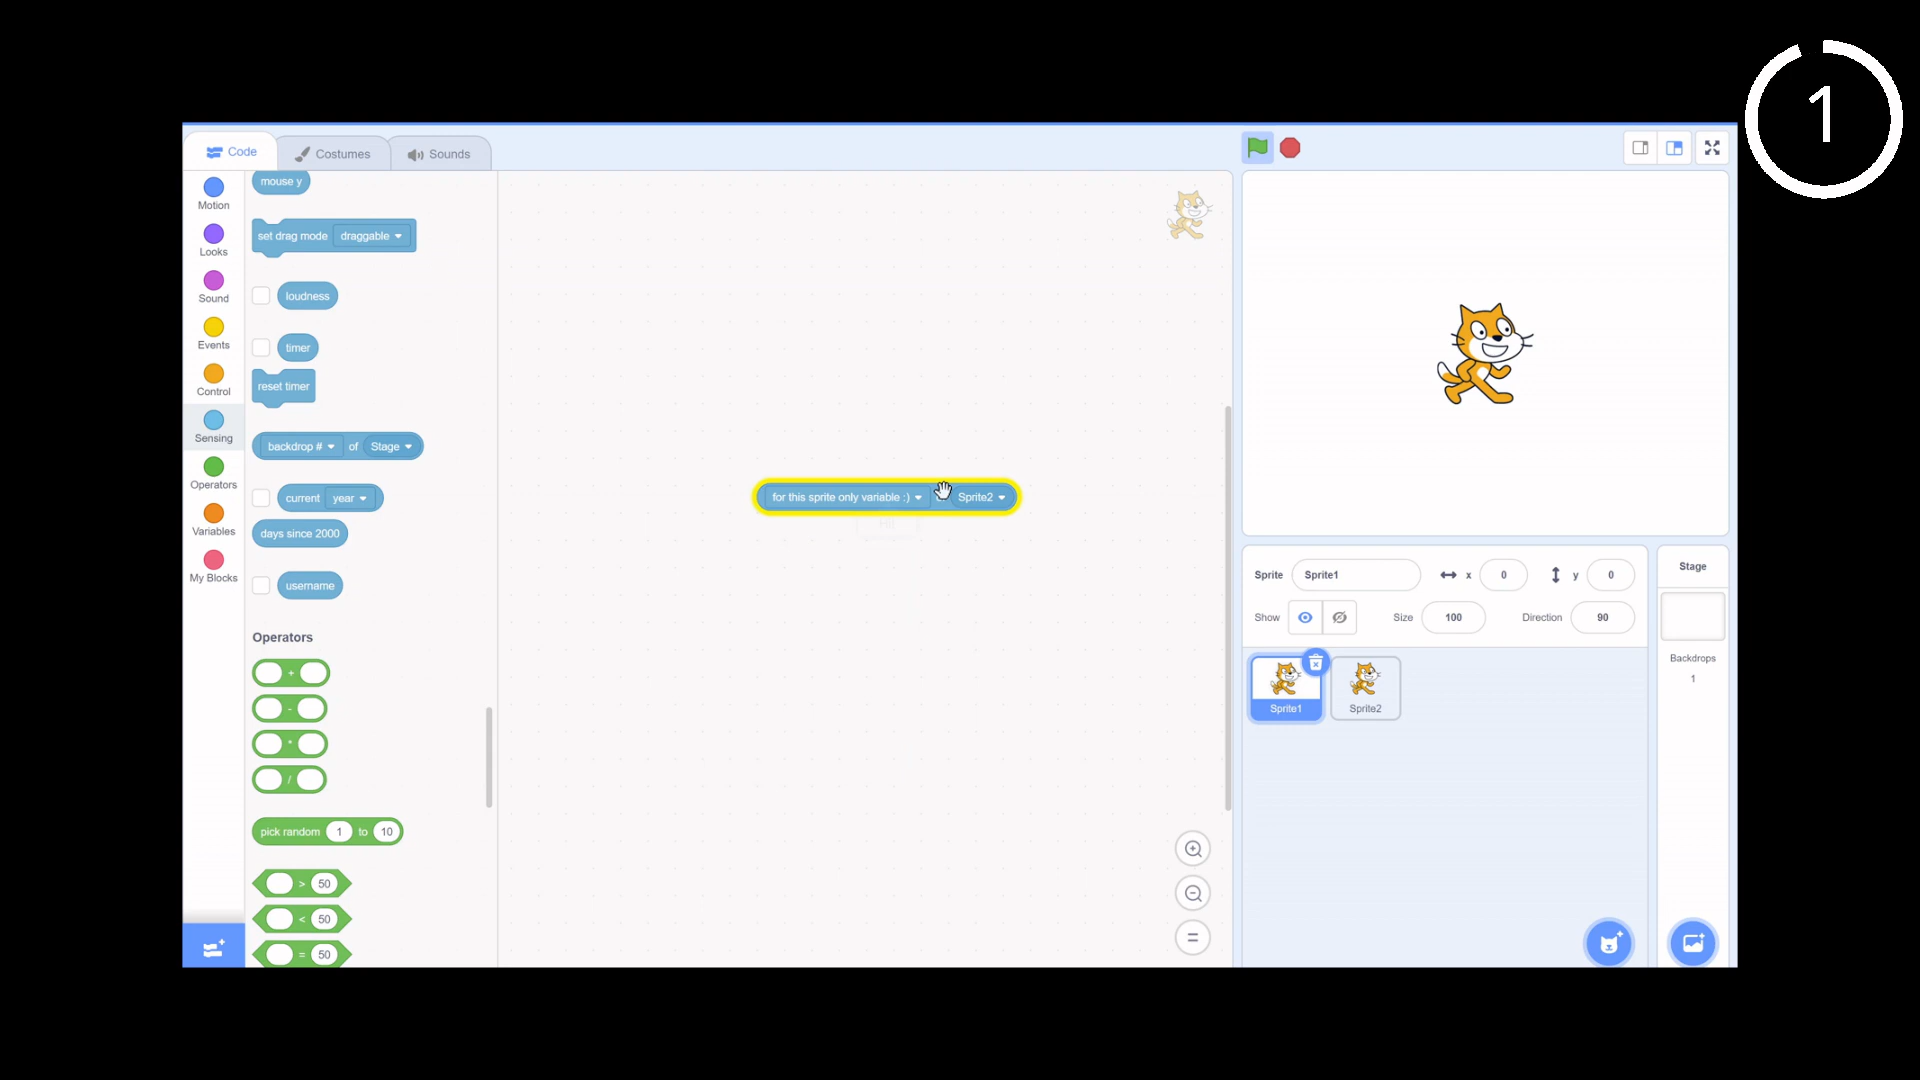 1
Code
Costumes
Sounds
Motion
Looks
Sound
Events
Control
Sensing
Operators
Variables
My Blocks
mouse y
set drag mode draggable
loudness
timer
reset timer
backdrop # of Stage
current year
days since 2000
username
Operators
+
-
*
/
pick random 1 to 10
> 50
< 50
= 50
for this sprite only variable :) Sprite2
Sprite Sprite1 x 0 y 0
Show Size 100 Direction 90
Sprite1
Sprite2
Stage
Backdrops
1